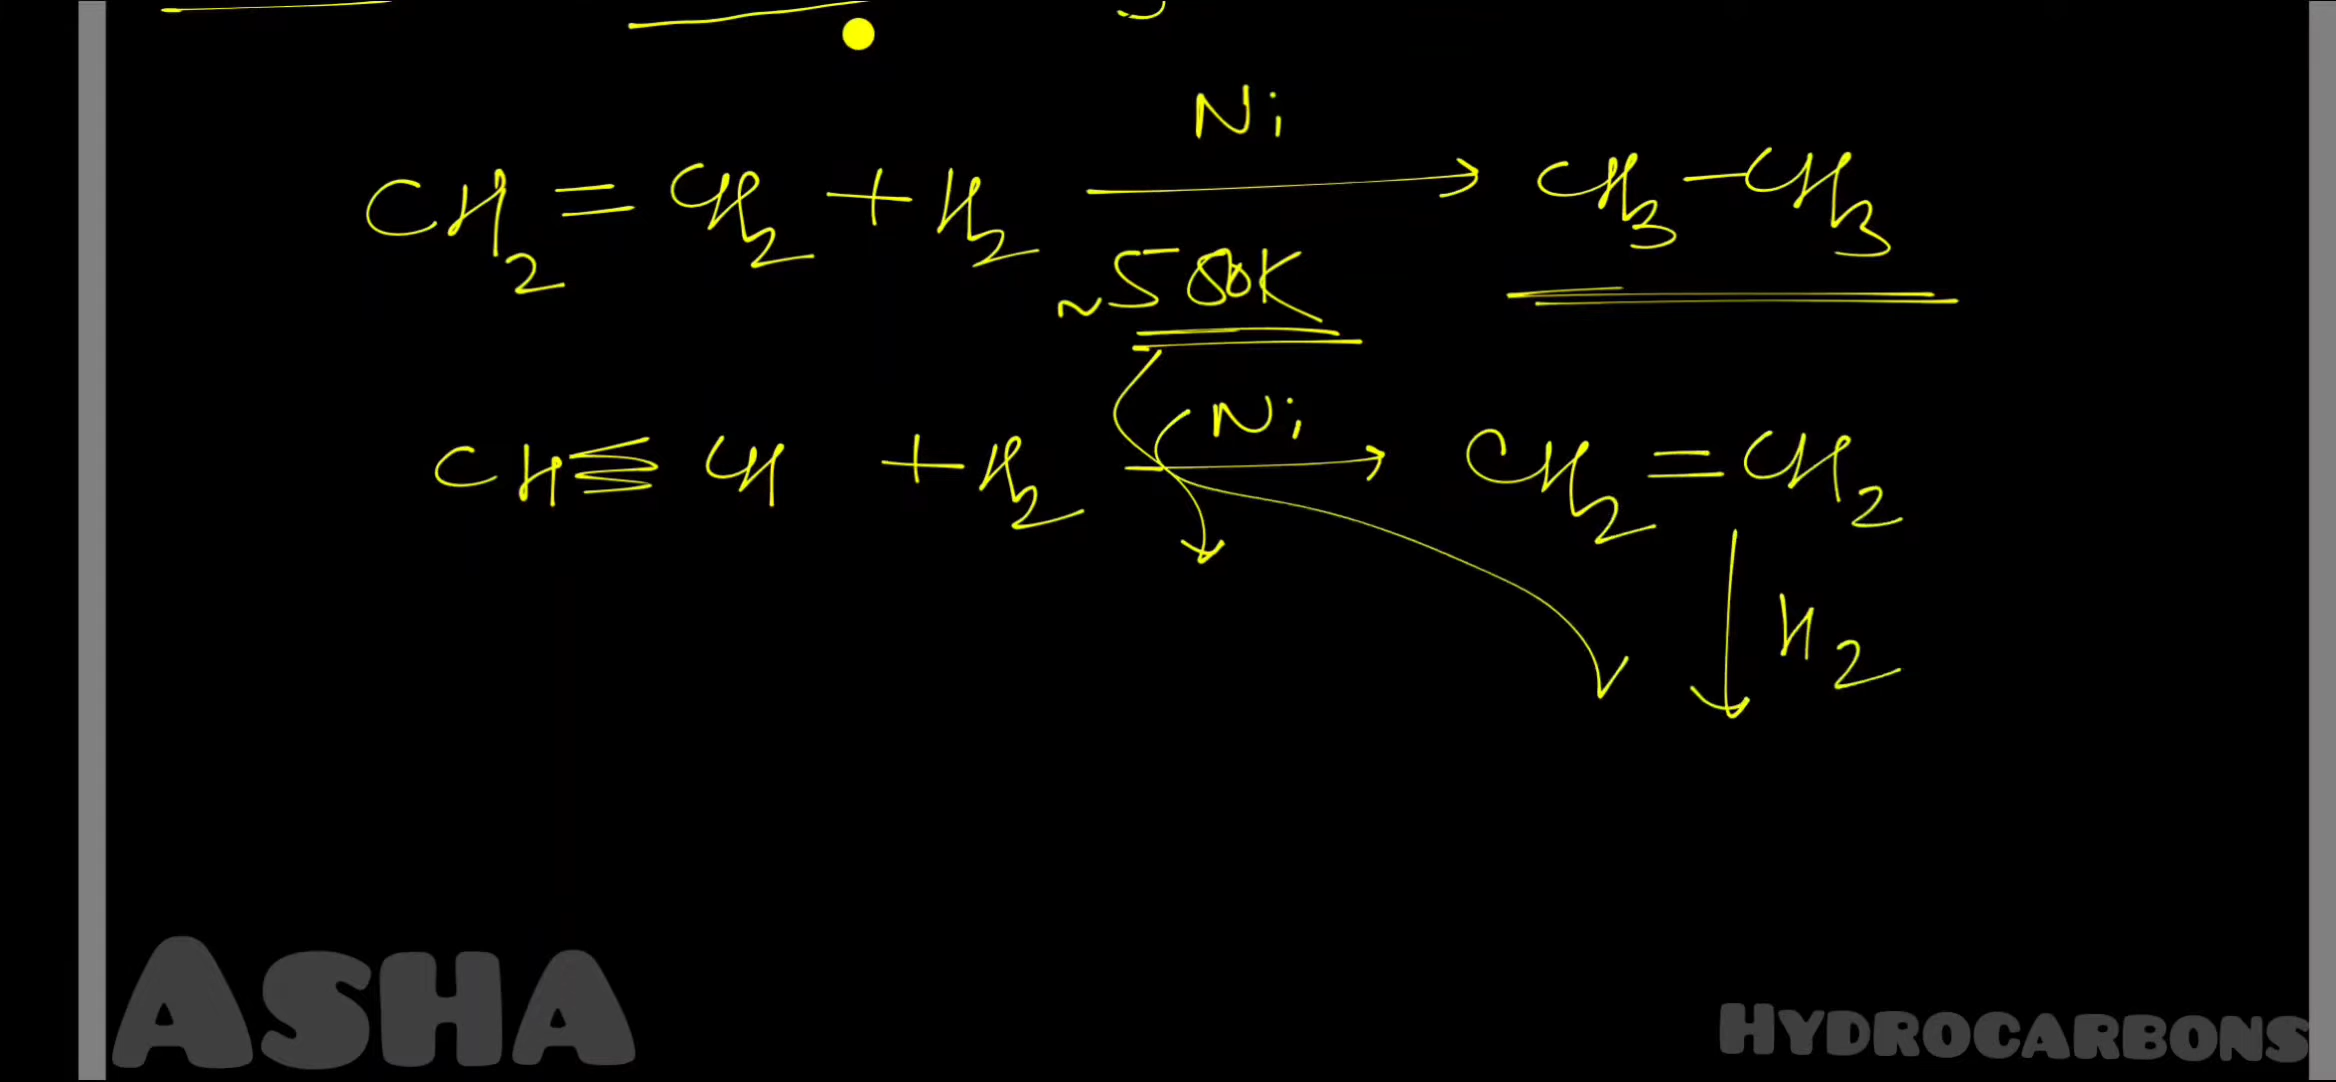 Ni
CH₂=CH₂ + H₂ → CH₃-CH₃
~500K
Ni
CH≡CH + H₂ → CH₂=CH₂
H₂
ASHA
HYDROCARBONS